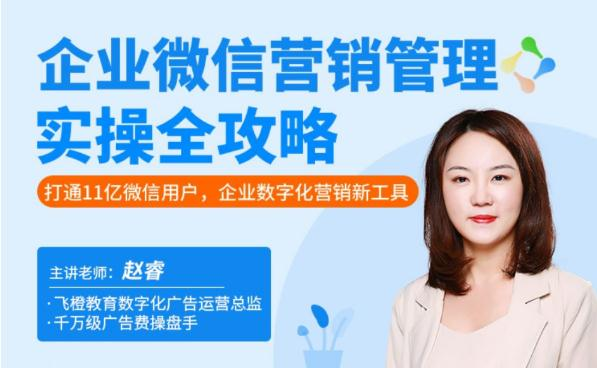 企业微信营销管理
实操全攻略
打通11亿微信用户，企业数字化营销新工具
主讲老师：赵睿
·飞橙教育数字化广告运营总监
·千万级广告费操盘手